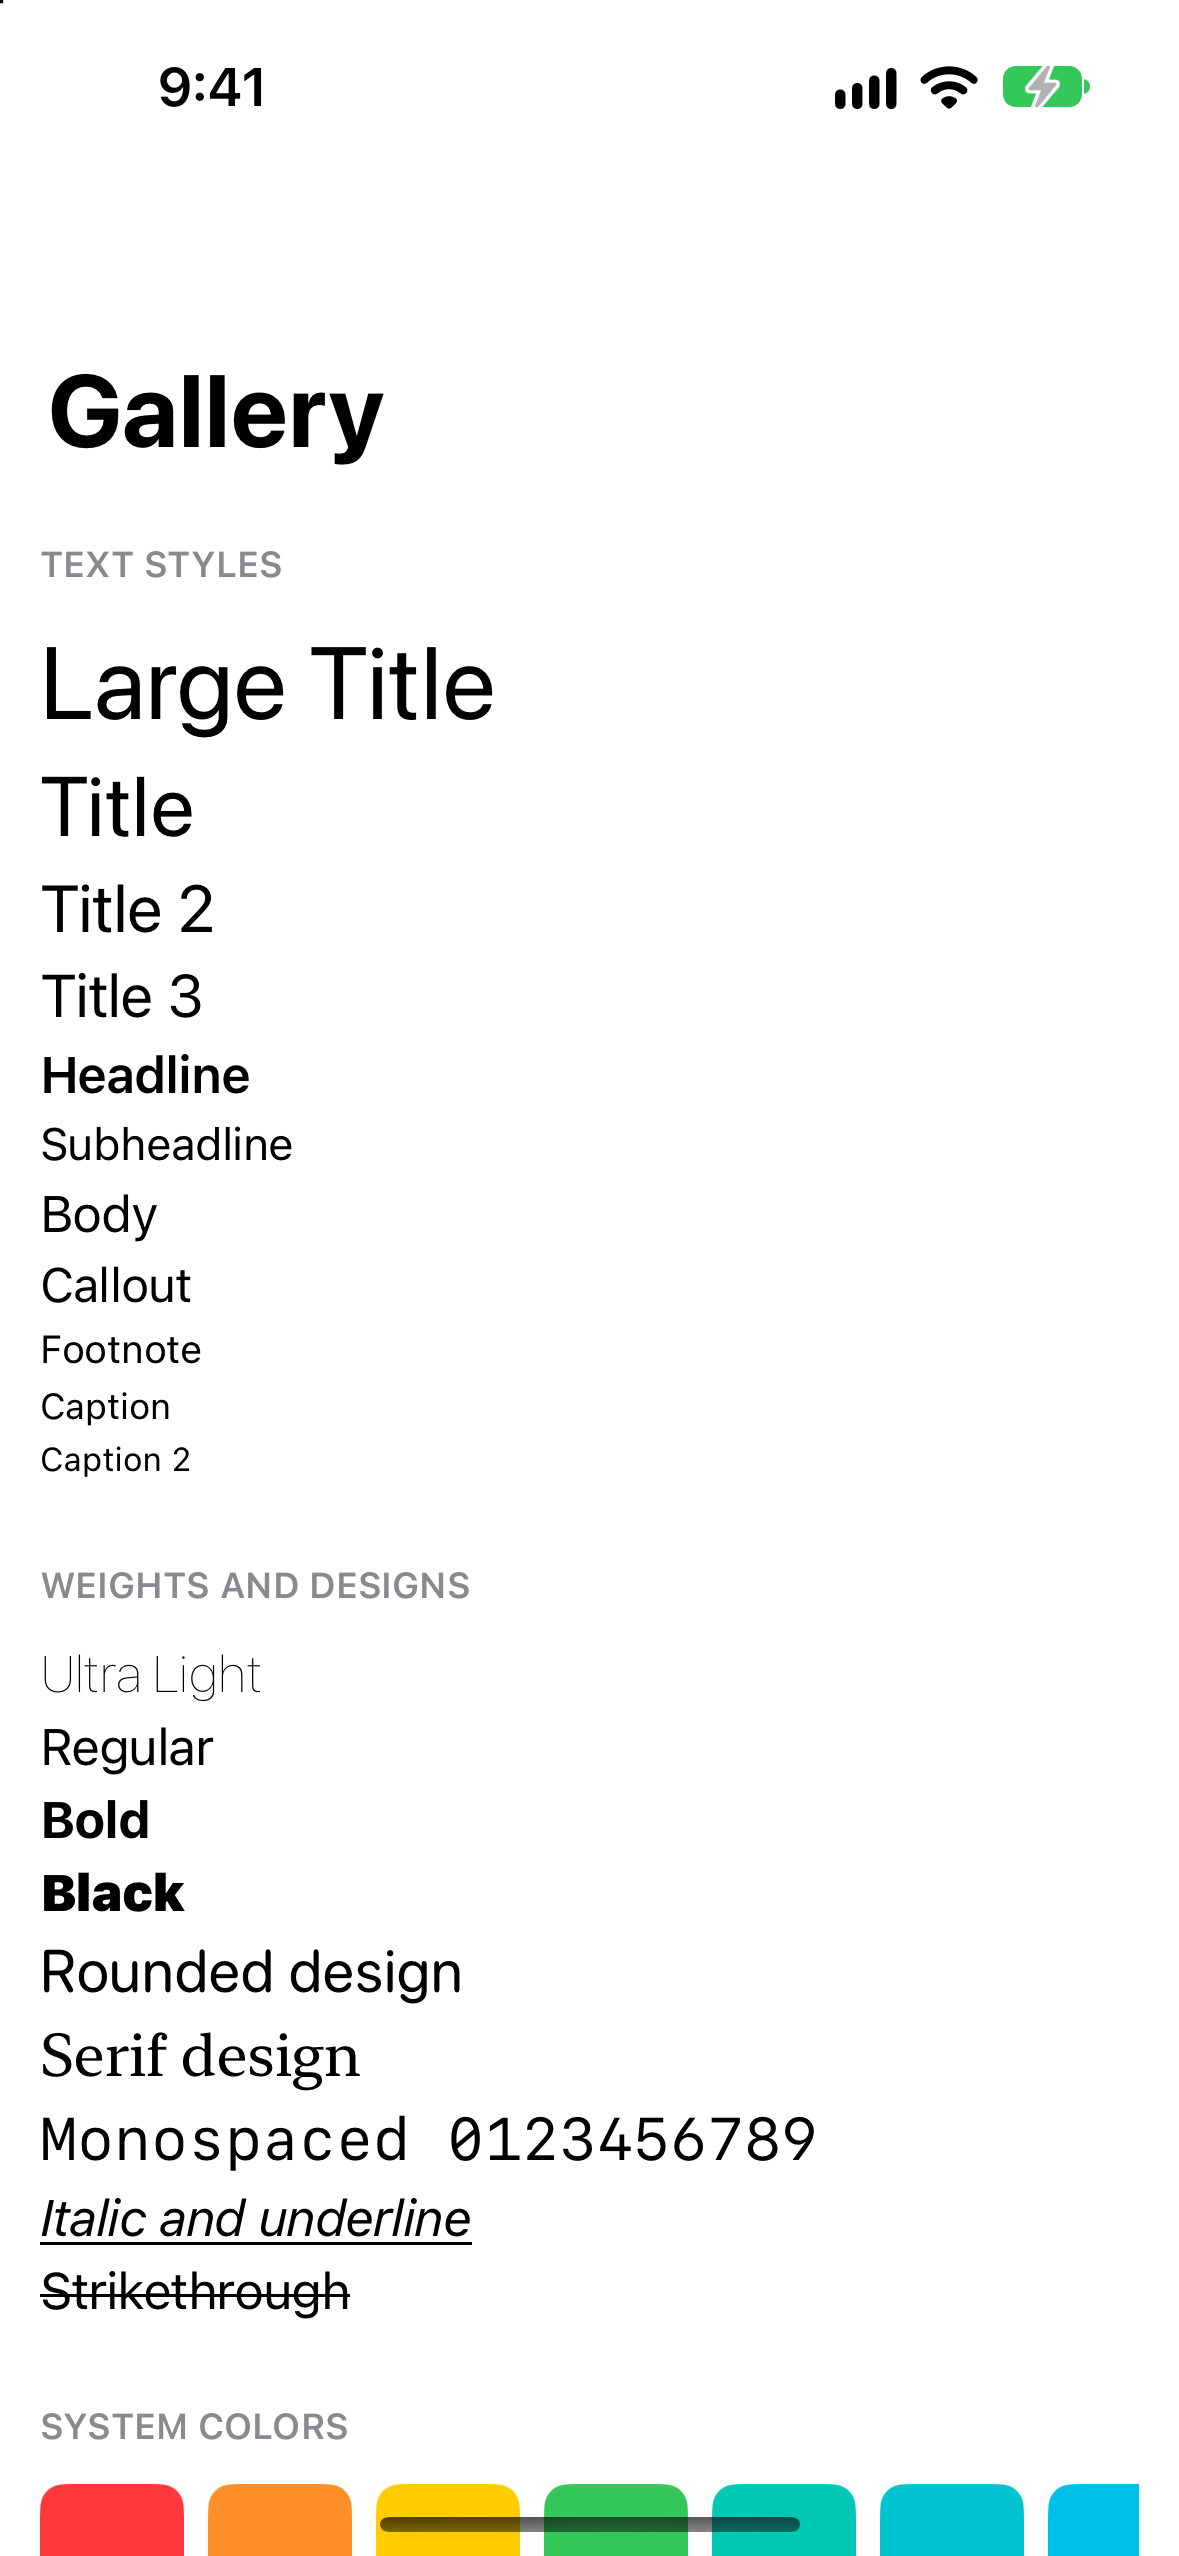 9:41
Gallery
TEXT STYLES
Large Title
Title
Title 2
Title 3
Headline
Subheadline
Body
Callout
Footnote
Caption
Caption 2
WEIGHTS AND DESIGNS
Ultra Light
Regular
Bold
Black
Rounded design
Serif design
Monospaced 0123456789
Italic and underline
Strikethrough
SYSTEM COLORS